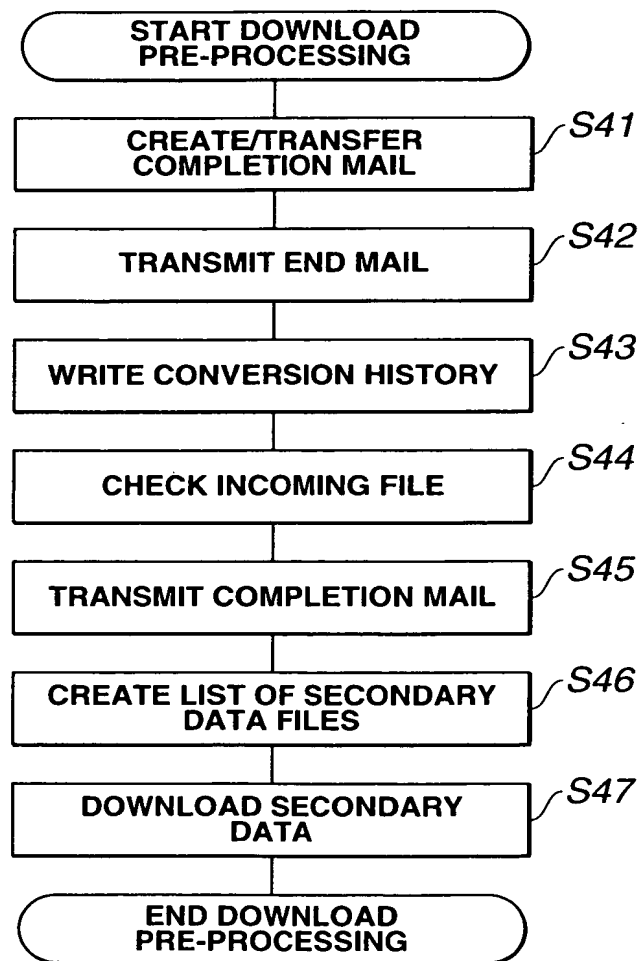 START DOWNLOAD
PRE-PROCESSING
CREATE/TRANSFER
COMPLETION MAIL
S41
TRANSMIT END MAIL
S42
WRITE CONVERSION HISTORY
S43
CHECK INCOMING FILE
S44
TRANSMIT COMPLETION MAIL
S45
CREATE LIST OF SECONDARY
DATA FILES
S46
DOWNLOAD SECONDARY
DATA
S47
END DOWNLOAD
PRE-PROCESSING